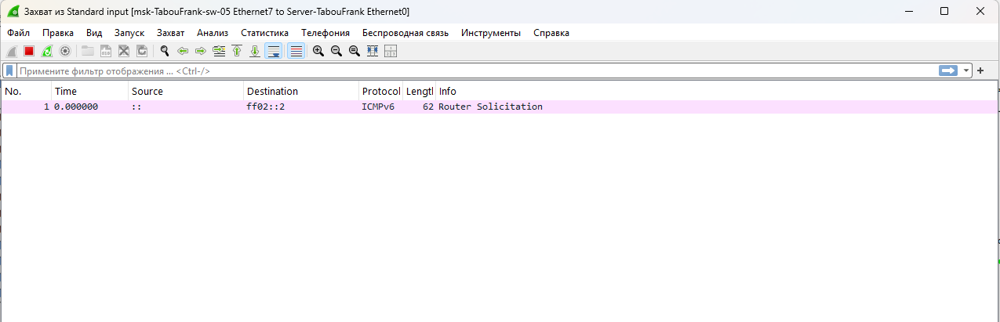 Захват из Standard input [msk-TabouFrank-sw-05 Ethernet7 to Server-TabouFrank Ethernet0]
Файл Правка Вид Запуск Захват Анализ Статистика Телефония Беспроводная связь Инструменты Справка
Примените фильтр отображения ... <Ctrl-/>
No. Time Source Destination Protocol Lengtl Info
1 0.000000 :: ff02::2 ICMPv6 62 Router Solicitation